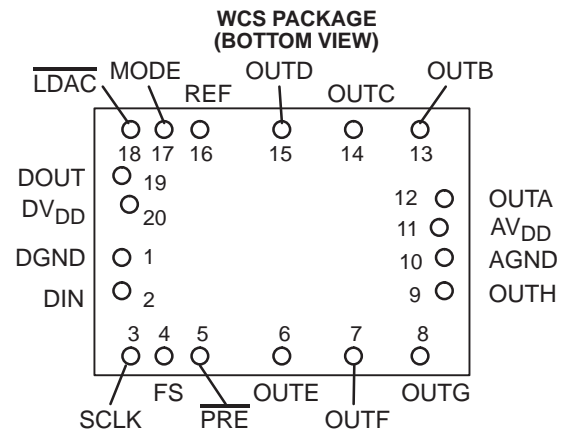 WCS PACKAGE
(BOTTOM VIEW)
LDAC MODE OUTD OUTB
REF OUTC
18 17 16 15 14 13
DOUT 19
DVDD 20
12 OUTA
11 AVDD
DGND 1
10 AGND
DIN 2
9 OUTH
3 4 5 6 7 8
FS OUTE OUTG
SCLK PRE OUTF